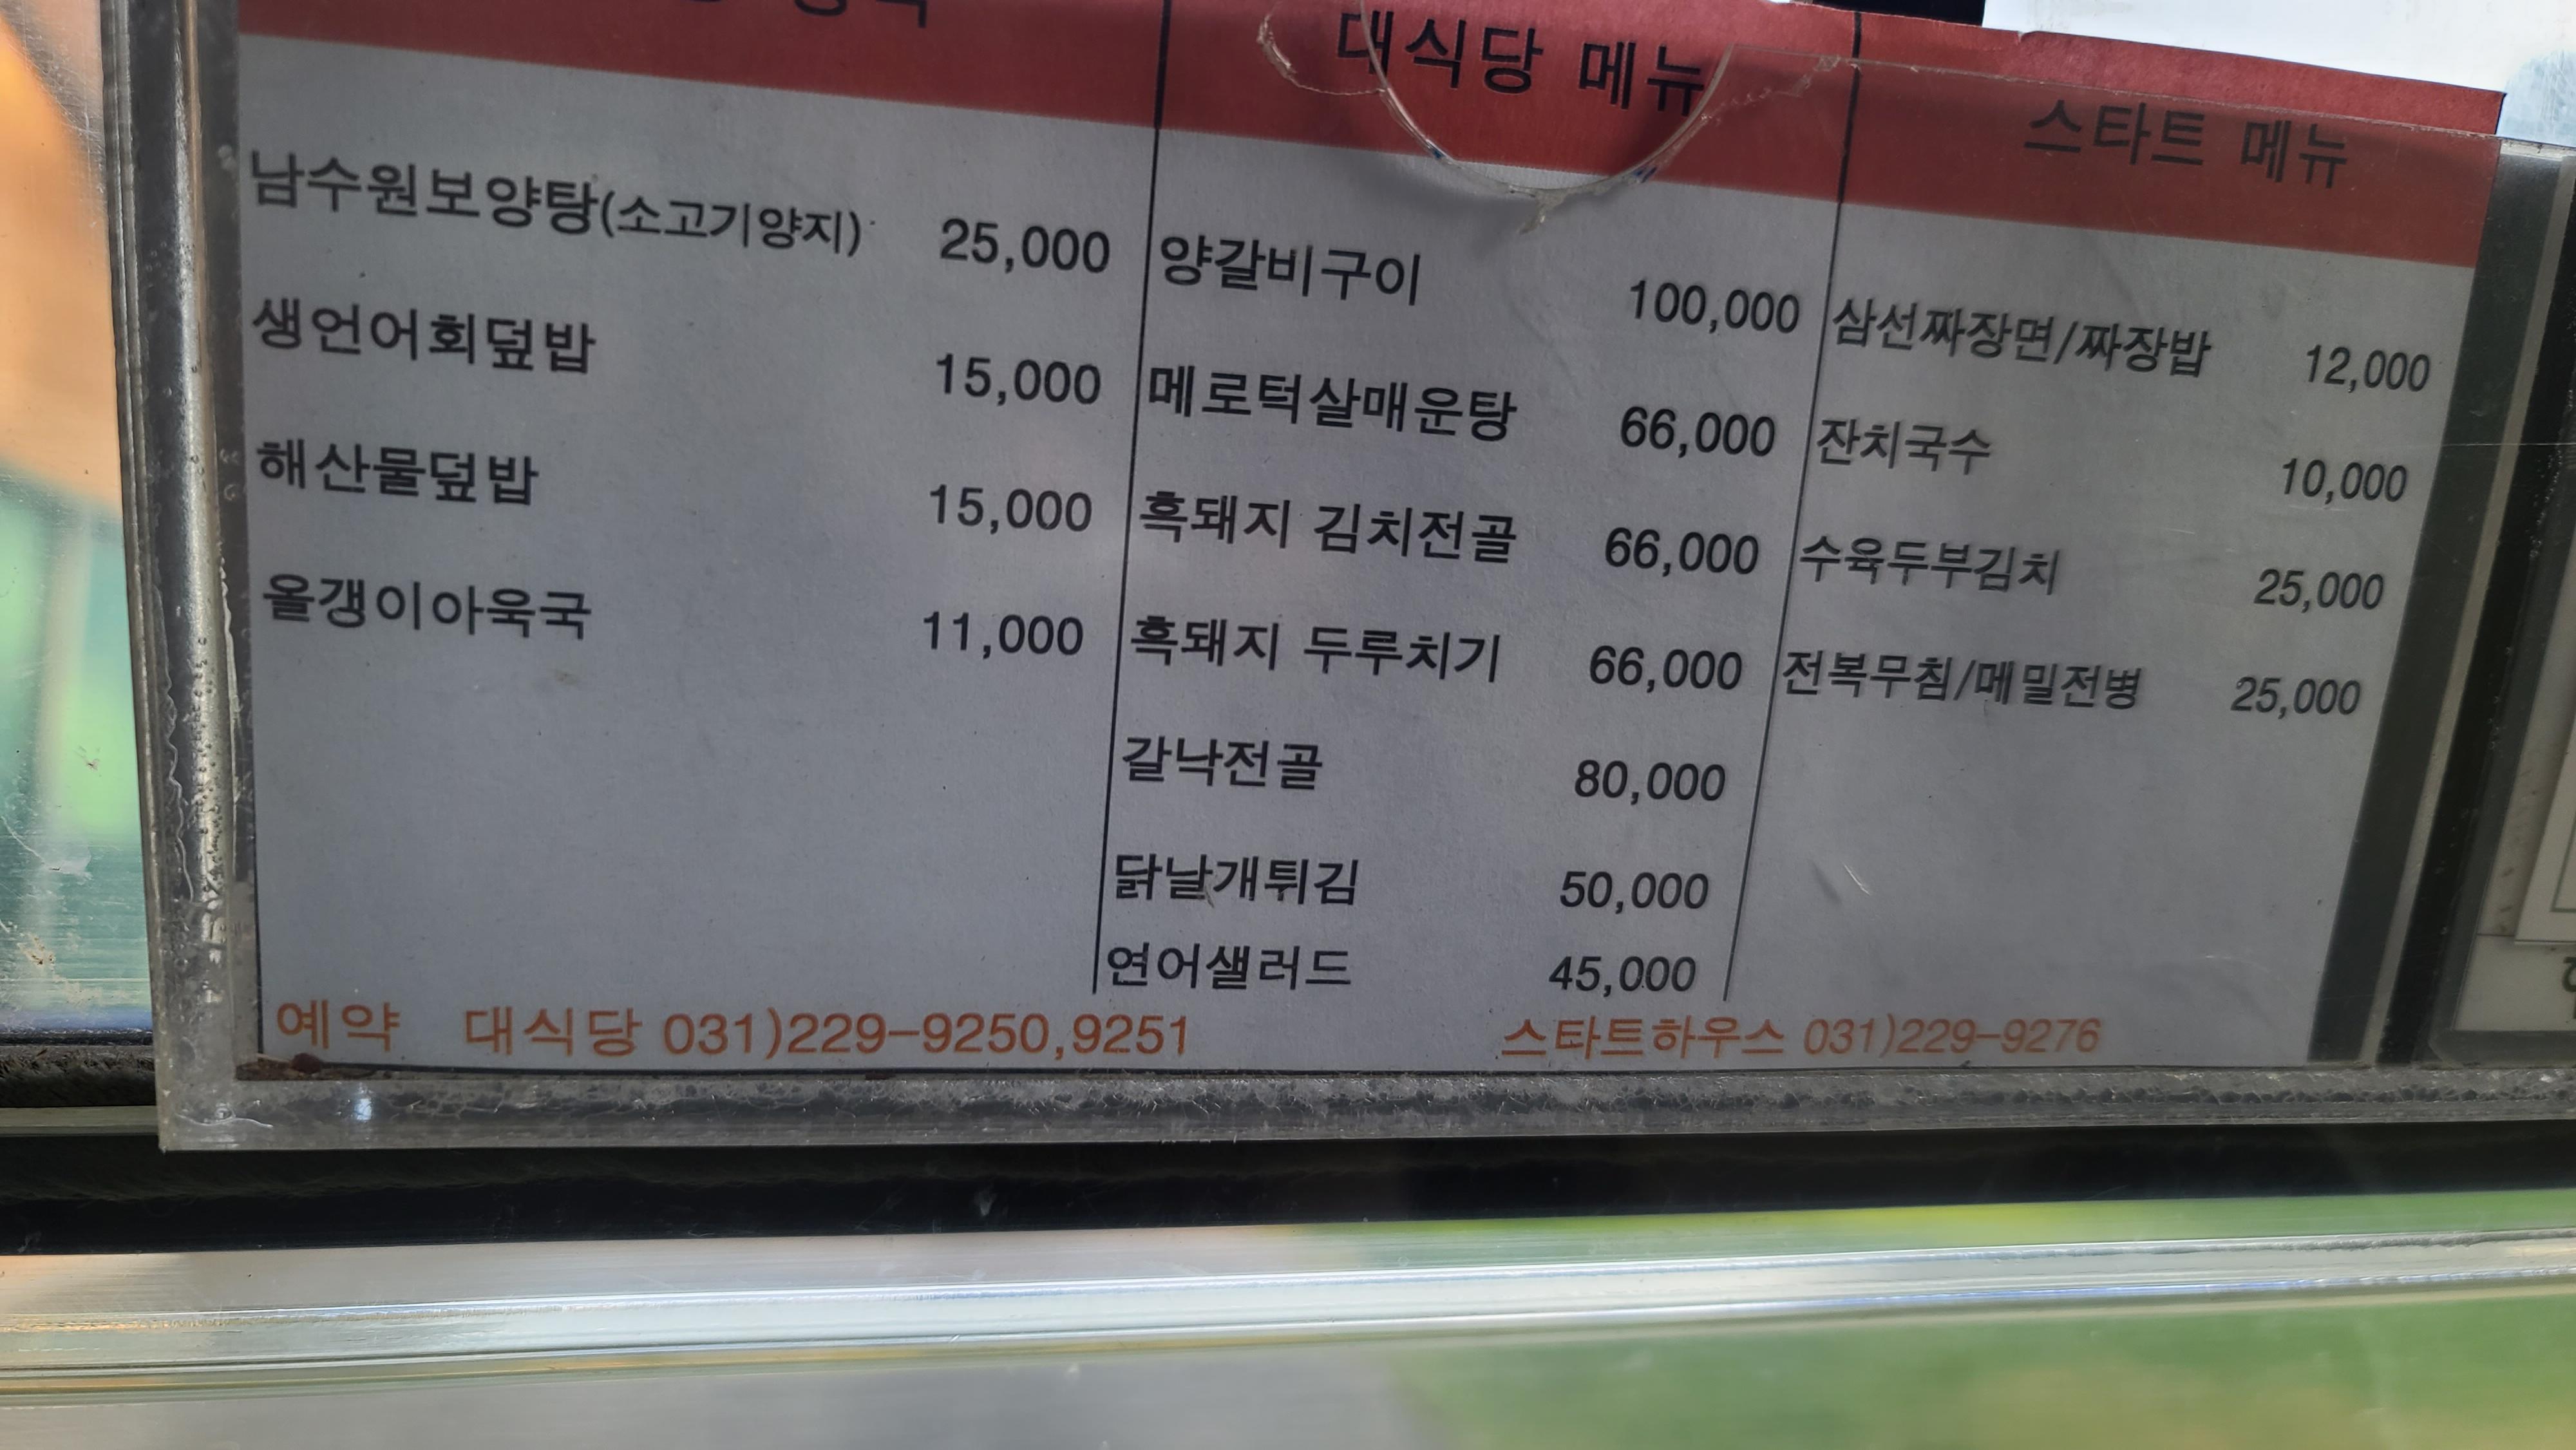 대식당 메뉴
스타트 메뉴
남수원보양탕(소고기양지) 25,000
생언어회덮밥 15,000
해산물덮밥 15,000
올갱이아욱국 11,000
양갈비구이 100,000
메로턱살매운탕 66,000
흑돼지 김치전골 66,000
흑돼지 두루치기 66,000
갈낙전골 80,000
닭날개튀김 50,000
연어샐러드 45,000
삼선짜장면/짜장밥 12,000
잔치국수 10,000
수육두부김치 25,000
전복무침/메밀전병 25,000
예약 대식당 031)229-9250,9251 스타트하우스 031)229-9276